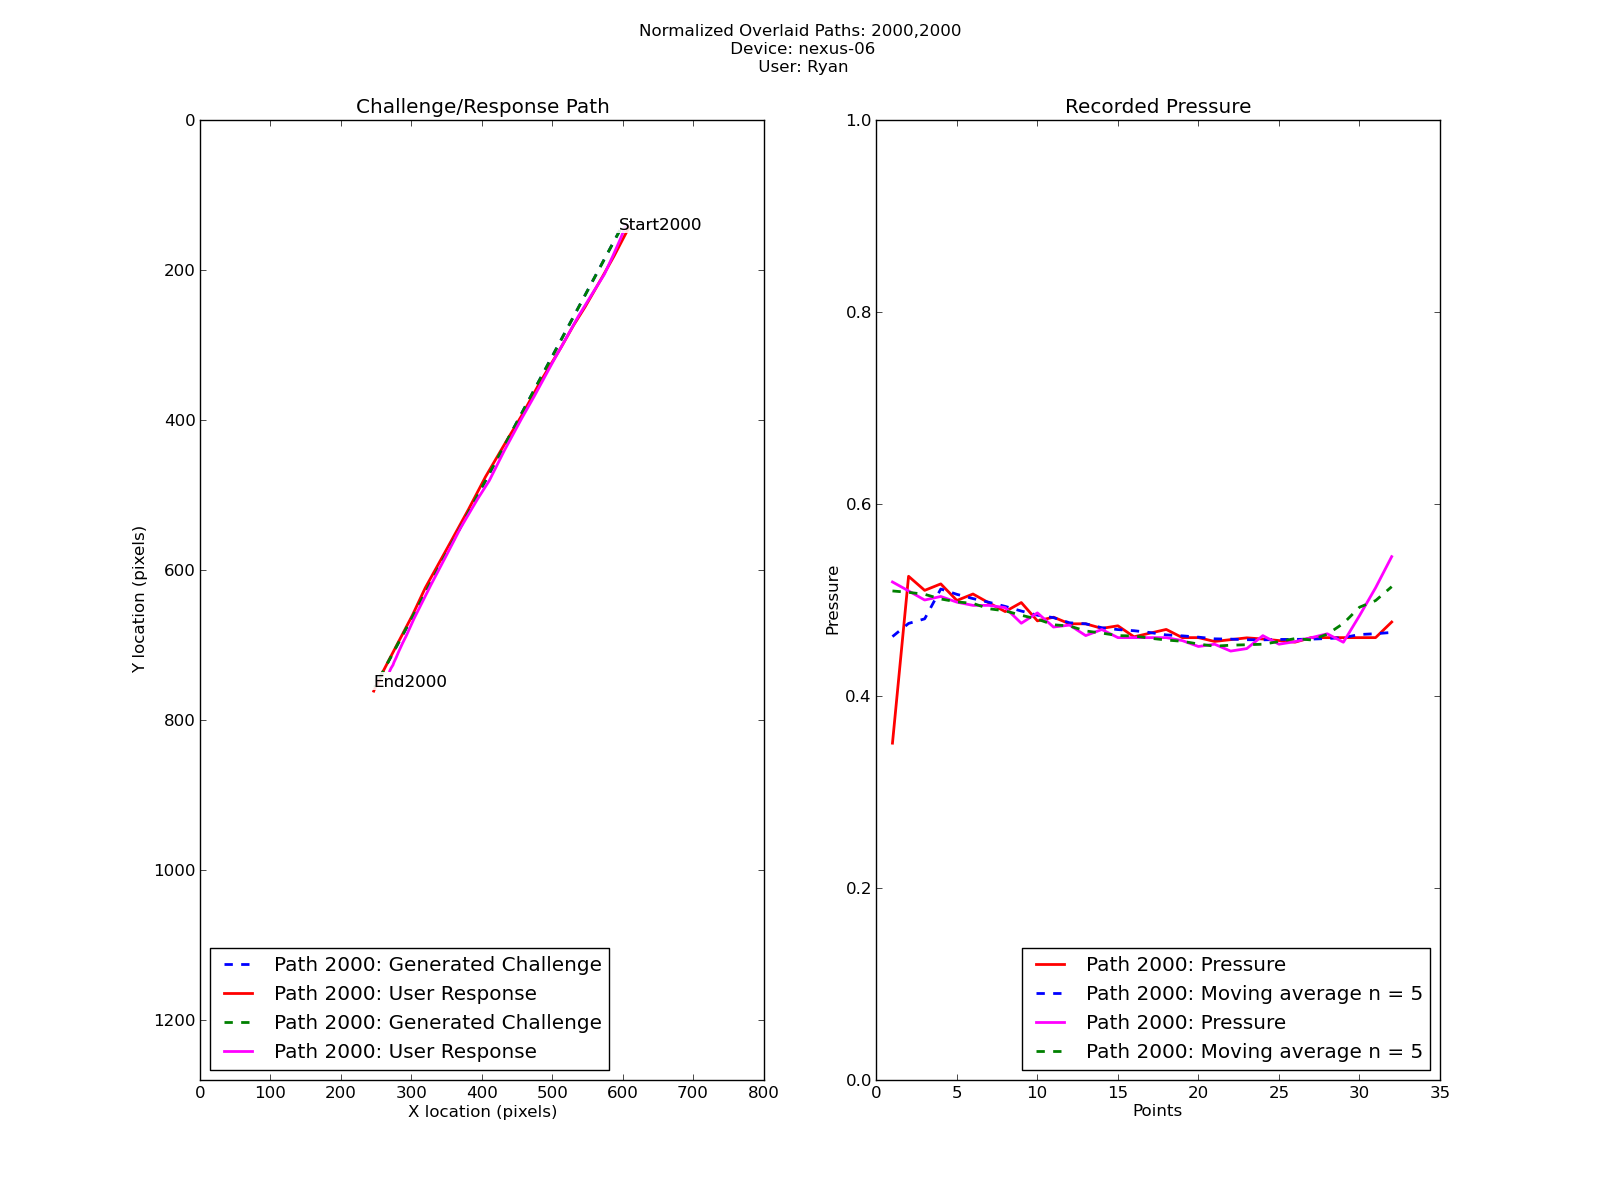 Normalized Overlaid Paths: 2000,2000
Device: nexus-06
User: Ryan
Challenge/Response Path
0
200
400
600
800
1000
1200
Y location (pixels)
Start2000
End2000
Path 2000: Generated Challenge
Path 2000: User Response
Path 2000: Generated Challenge
Path 2000: User Response
0 100 200 300 400 500 600 700 800
X location (pixels)
Recorded Pressure
1.0
0.8
0.6
0.4
0.2
0.0
Pressure
Path 2000: Pressure
Path 2000: Moving average n = 5
Path 2000: Pressure
Path 2000: Moving average n = 5
0 5 10 15 20 25 30 35
Points